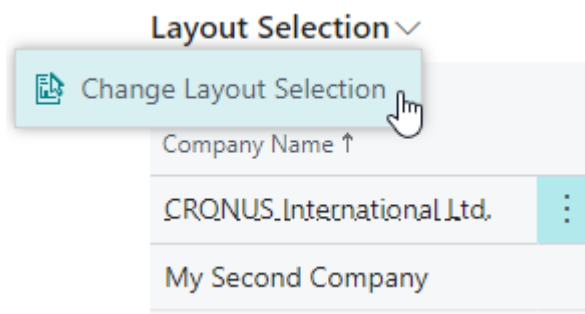 Layout Selection
Change Layout Selection
Company Name ↑
CRONUS International Ltd.
My Second Company